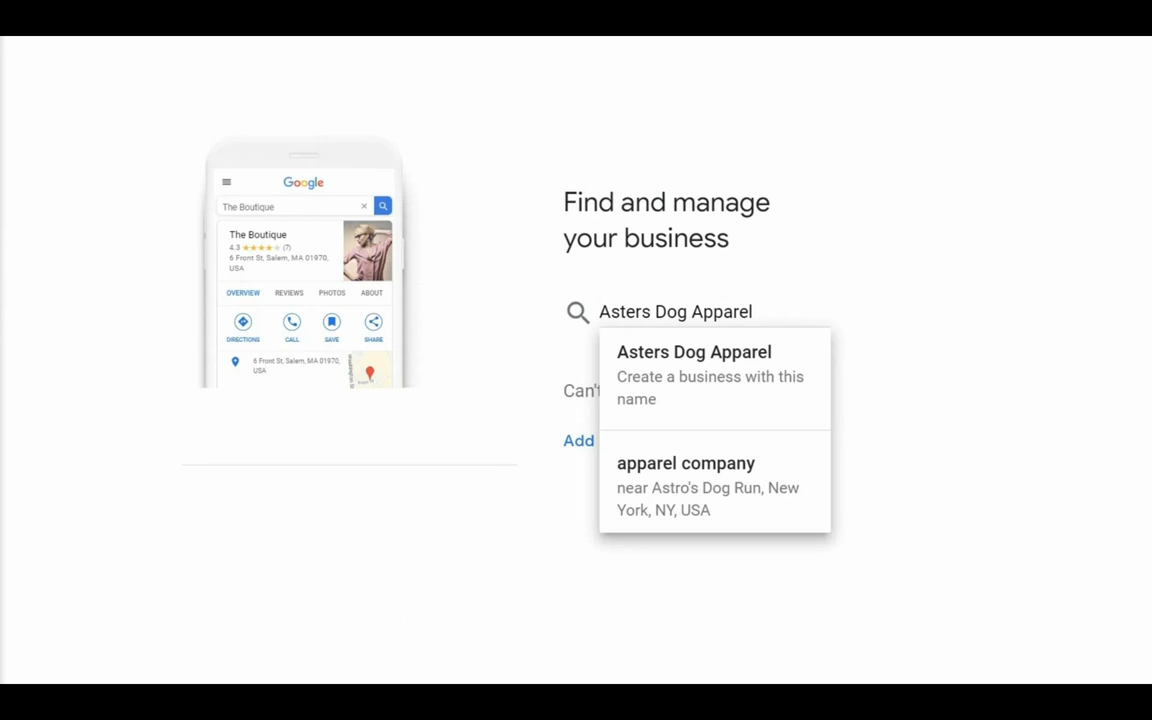 Google
The Boutique
The Boutique
4.3 ★★★★★ (7)
6 Front St, Salem, MA 01970,
USA
OVERVIEW REVIEWS PHOTOS ABOUT
DIRECTIONS CALL SAVE SHARE
6 Front St, Salem, MA 01970,
USA
Find and manage
your business
Asters Dog Apparel
Asters Dog Apparel
Create a business with this
name
Can't
Add
apparel company
near Astro's Dog Run, New
York, NY, USA